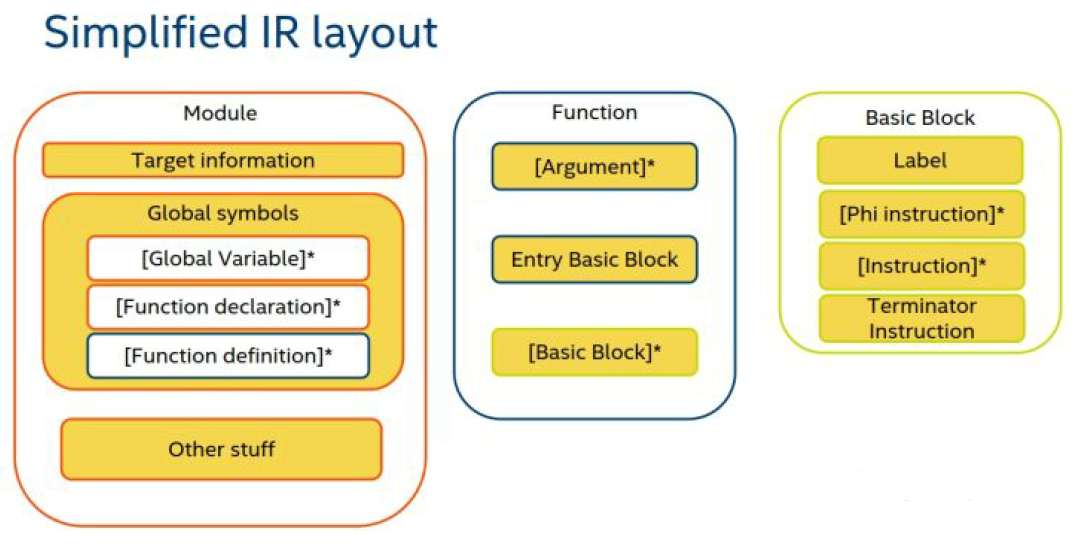 Simplified IR layout
Module
Target information
Global symbols
[Global Variable]*
[Function declaration]*
[Function definition]*
Other stuff
Function
[Argument]*
Entry Basic Block
[Basic Block]*
Basic Block
Label
[Phi instruction]*
[Instruction]*
Terminator
Instruction